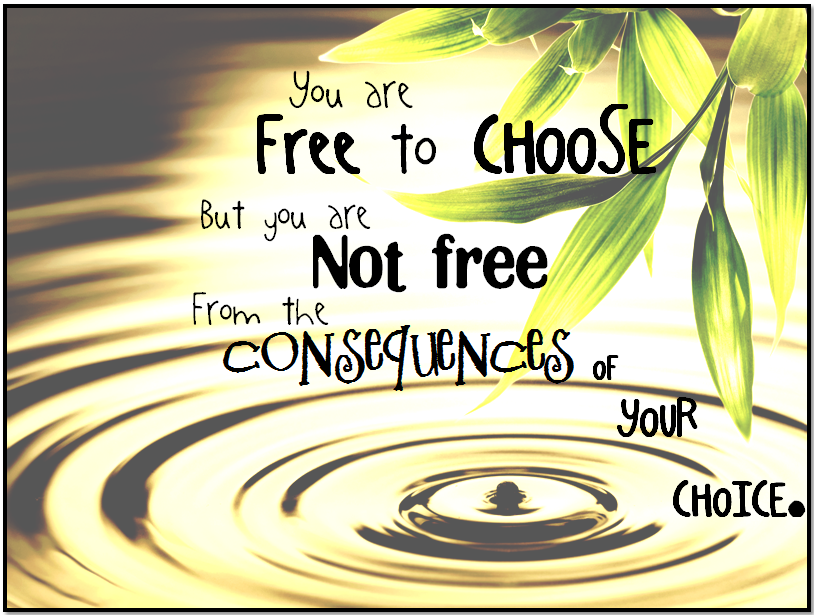 You are
Free to CHOOSE
But you are
Not free
From the
CONSEQUENCES OF
YOUR
CHOICE.